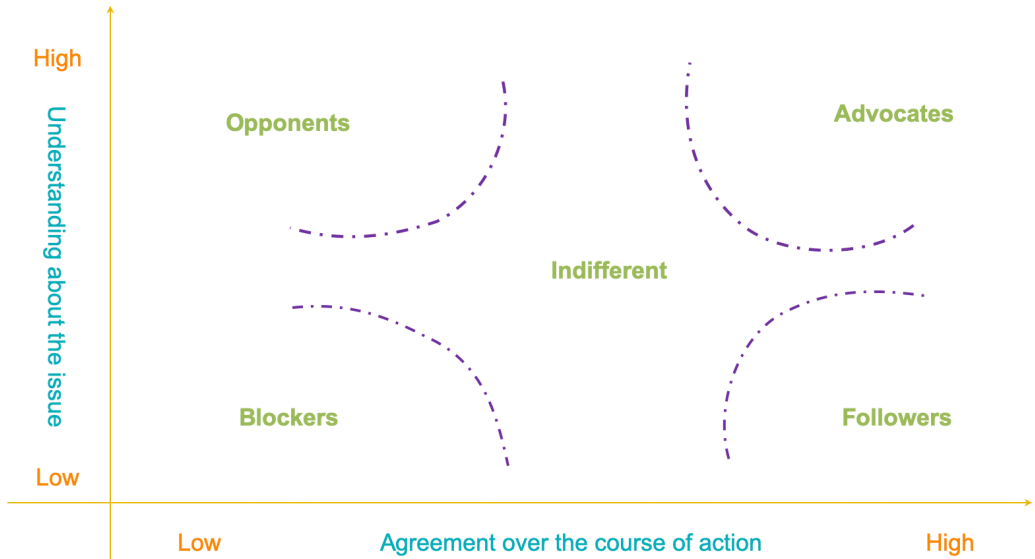 High
Opponents
Advocates
Understanding about the issue
Indifferent
Blockers
Followers
Low
Low
Agreement over the course of action
High